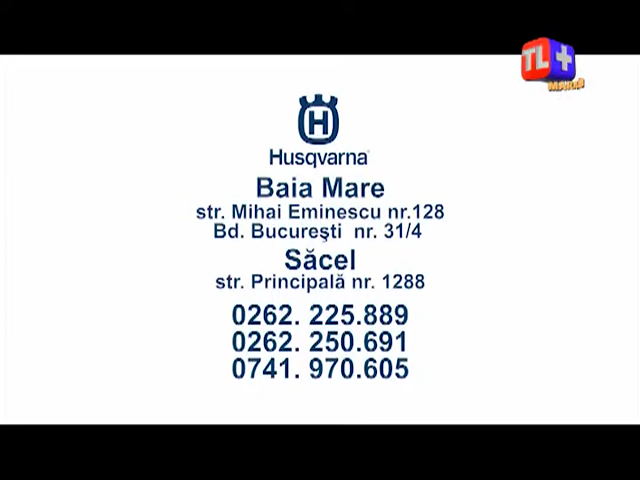 TL+
H
Husqvarna
Baia Mare
str. Mihai Eminescu nr.128
Bd. Bucureşti nr. 31/4
Săcel
str. Principală nr. 1288
0262. 225.889
0262. 250.691
0741. 970.605